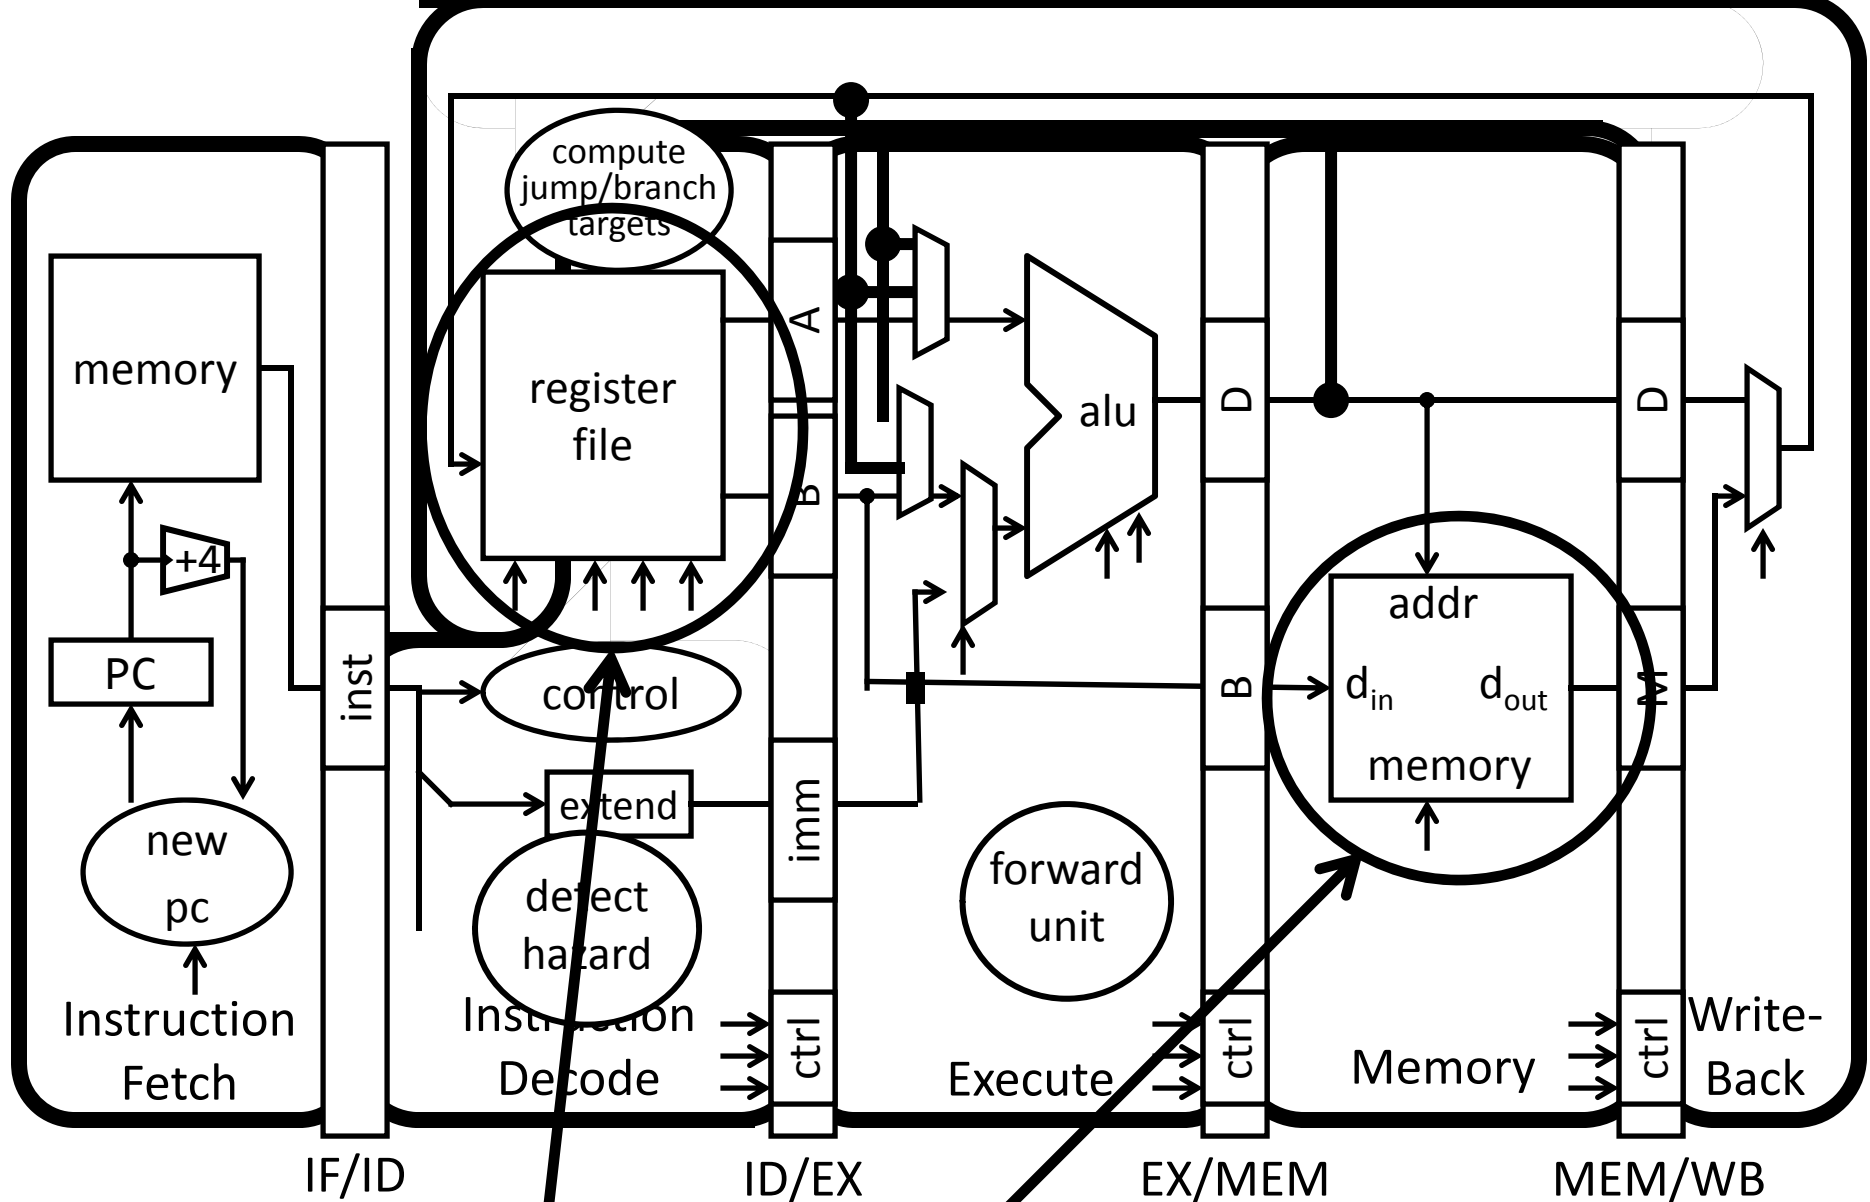 compute
jump/branch
targets
memory
register
file
A
B
alu
D
D
+4
addr
PC
inst
control
B
d_in
d_out
M
memory
extend
imm
new
pc
detect
hazard
forward
unit
Instruction
Fetch
Instruction
Decode
ctrl
Execute
ctrl
Memory
ctrl
Write-
Back
IF/ID
ID/EX
EX/MEM
MEM/WB